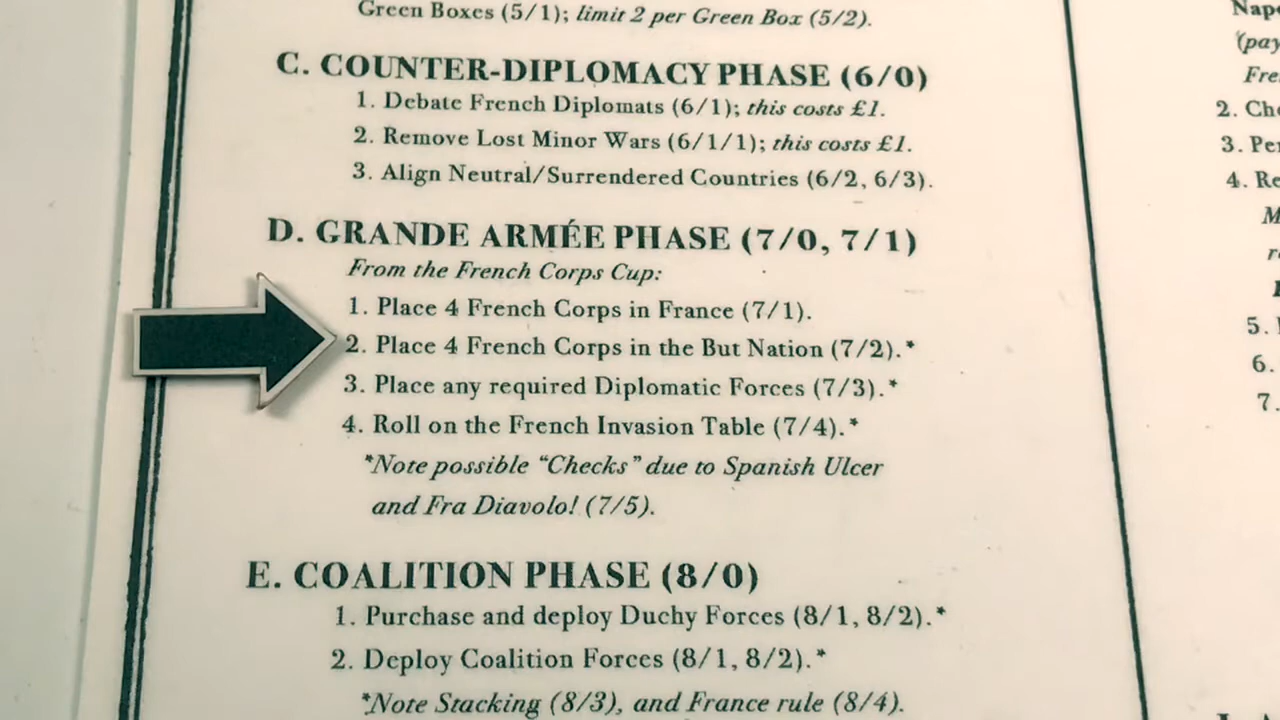 Green Boxes (5/1); limit 2 per Green Box (5/2).
C. COUNTER-DIPLOMACY PHASE (6/0)
1. Debate French Diplomats (6/1); this costs £1.
2. Remove Lost Minor Wars (6/1/1); this costs £1.
3. Align Neutral/Surrendered Countries (6/2, 6/3).
D. GRANDE ARMÉE PHASE (7/0, 7/1)
From the French Corps Cup:
1. Place 4 French Corps in France (7/1).
2. Place 4 French Corps in the But Nation (7/2).*
3. Place any required Diplomatic Forces (7/3).*
4. Roll on the French Invasion Table (7/4).*
*Note possible “Checks” due to Spanish Ulcer
and Fra Diavolo! (7/5).
E. COALITION PHASE (8/0)
1. Purchase and deploy Duchy Forces (8/1, 8/2).*
2. Deploy Coalition Forces (8/1, 8/2).*
*Note Stacking (8/3), and France rule (8/4).
(pay
2.
3.
4.
5.
6.
7.